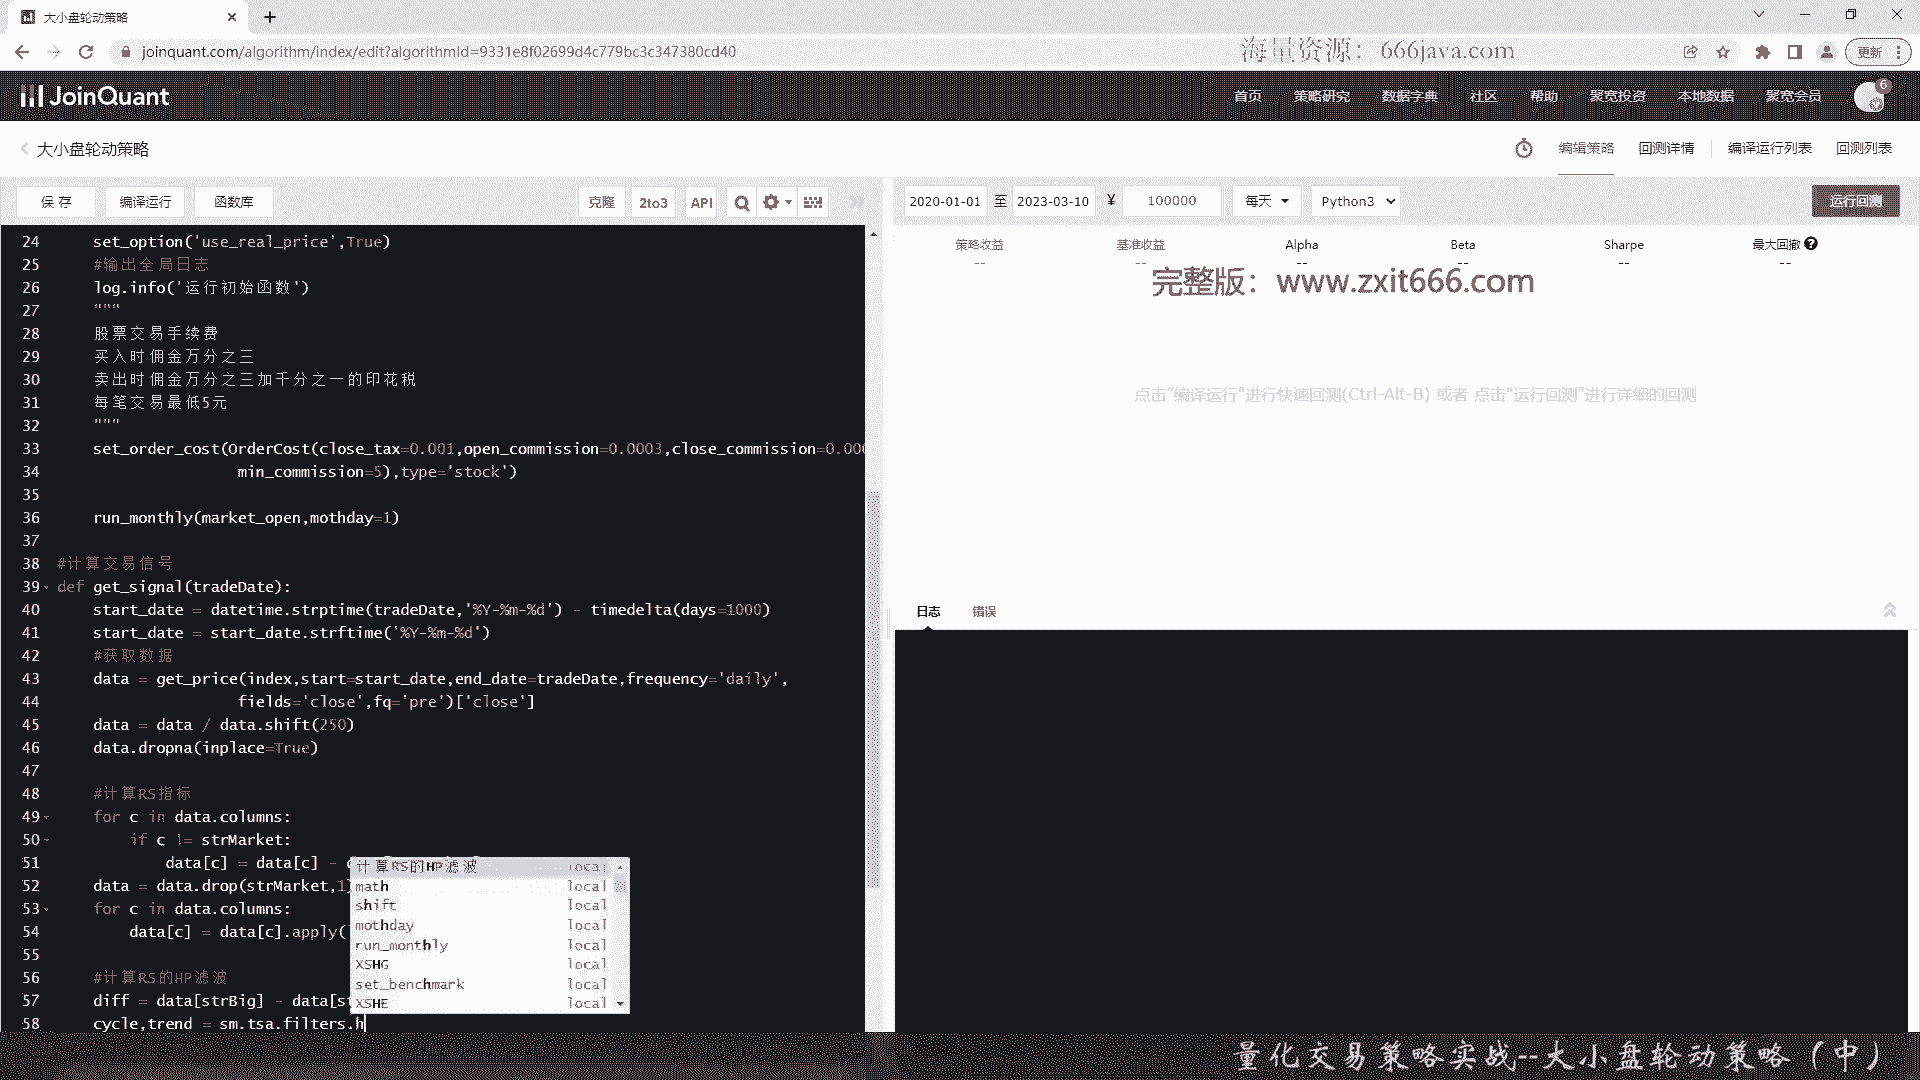 大小盘轮动策略
joinquant.com/algorithm/index/edit?algorithmId=9331e8f02699d4c779bc3c347380cd40
海量资源：666java.com
更新
JoinQuant
首页 策略研究 数据字典 社区 帮助 聚宽投资 本地数据 聚宽会员 6
大小盘轮动策略
编辑策略 回测详情 编译运行列表 回测列表
保存 编译运行 函数库 克隆 2to3 API
2020-01-01 至 2023-03-10 ¥ 100000 每天 Python3 运行回测
策略收益 基准收益 Alpha Beta Sharpe 最大回撤
-- -- -- -- -- --
完整版：www.zxit666.com
点击"编译运行"进行快速回测(Ctrl-Alt-B) 或者 点击"运行回测"进行详细的回测
日志 错误
24 set_option('use_real_price',True)
25 #输出全局日志
26 log.info('运行初始函数')
27 """
28 股票交易手续费
29 买入时佣金万分之三
30 卖出时佣金万分之三加千分之一的印花税
31 每笔交易最低5元
32 """
33 set_order_cost(OrderCost(close_tax=0.001,open_commission=0.0003,close_commission=0.00
34 min_commission=5),type='stock')
35
36 run_monthly(market_open,mothday=1)
37
38 #计算交易信号
39 def get_signal(tradeDate):
40 start_date = datetime.strptime(tradeDate,'%Y-%m-%d') - timedelta(days=1000)
41 start_date = start_date.strftime('%Y-%m-%d')
42 #获取数据
43 data = get_price(index,start=start_date,end_date=tradeDate,frequency='daily',
44 fields='close',fq='pre')['close']
45 data = data / data.shift(250)
46 data.dropna(inplace=True)
47
48 #计算RS指标
49 for c in data.columns:
50 if c != strMarket:
51 data[c] = data[c] -
52 data = data.drop(strMarket,1)
53 for c in data.columns:
54 data[c] = data[c].apply(
55
56 #计算RS的HP滤波
57 diff = data[strBig] - data[st
58 cycle,trend = sm.tsa.filters.h
计算RS的HP滤波 local
math local
shift local
mothday local
run_monthly local
XSHG local
set_benchmark local
XSHE local
量化交易策略实战--大小盘轮动策略（中）